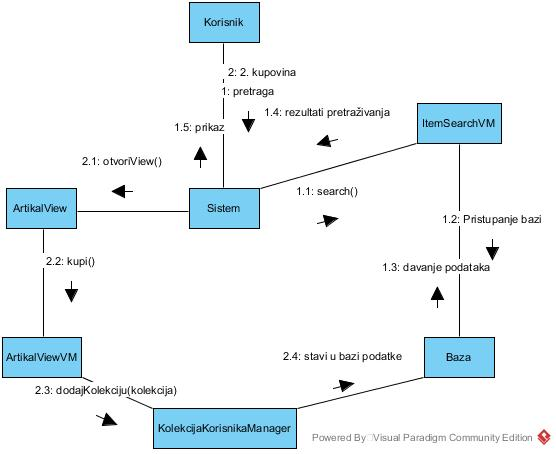 Korisnik
2: 2. kupovina
1: pretraga
1.4: rezultati pretraživanja
ItemSearchVM
1.5: prikaz
2.1: otvoriView()
1.1: search()
ArtikalView
Sistem
1.2: Pristupanje bazi
2.2: kupi()
1.3: davanje podataka
ArtikalViewVM
2.4: stavi u bazi podatke
Baza
2.3: dodajKolekciju(kolekcija)
KolekcijaKorisnikaManager
Powered By Visual Paradigm Community Edition